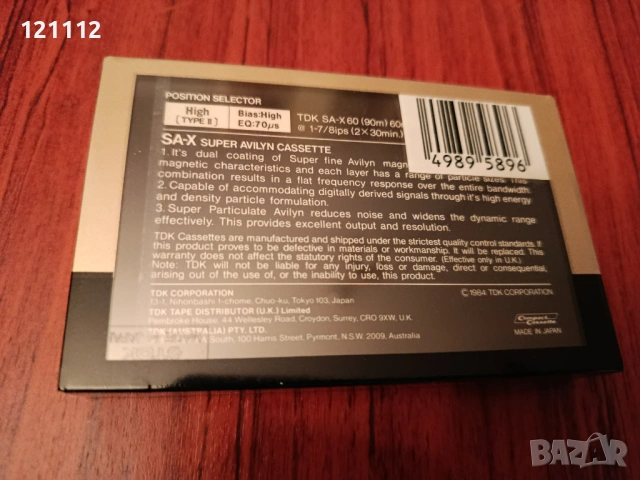 121112
POSITION SELECTOR
High
[TYPE II]
Bias:High
EQ:70µs
TDK SA-X60 (90m)
@ 1-7/8ips (2×30min.)
4989 5896
SA-X SUPER AVILYN CASSETTE
1. It's dual coating of Super fine Avilyn
magnetic characteristics and each layer has a range of particle sizes. This
combination results in a flat frequency response over the entire bandwidth.
2. Capable of accommodating digitally derived signals through it's high energy
and density particle formulation.
3. Super Particulate Avilyn reduces noise and widens the dynamic range
effectively. This provides excellent output and resolution.
TDK Cassettes are manufactured and shipped under the strictest quality control standards. If
this product proves to be defective in materials or workmanship. It will be replaced. This
warranty does not affect the statutory rights of the consumer. (Effective only in U.K.)
Note: TDK will not be liable for any injury, loss or damage, direct or consequential,
arising out of the use of, or the inability to use, this product.
TDK CORPORATION
13-1, Nihonbashi 1-chome, Chuo-ku, Tokyo 103, Japan
©1984 TDK CORPORATION
TDK TAPE DISTRIBUTOR (U.K.) Limited
Pembroke House, 44 Wellesley Road, Croydon, Surrey, CRO 9XW, U.K.
TDK (AUSTRALIA) PTY. LTD.
& South, 100 Harris Street, Pyrmont, N.W. 2009, Australia
Compact
Cassette
MADE IN JAPAN
BAZAR